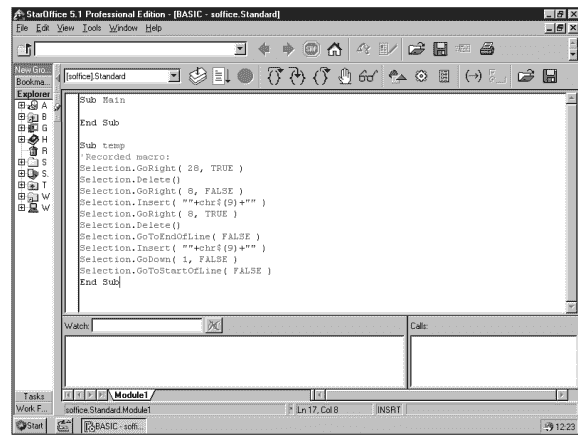 StarOffice 5.1 Professional Edition - [BASIC - soffice.Standard]
File Edit View Tools Window Help
New Gro...
[soffice].Standard
Bookma...
Explorer
A
B
G
H
R
S
S.
T
W
W
Sub Main
End Sub
Sub temp
'Recorded macro:
Selection.GoRight( 28, TRUE )
Selection.Delete()
Selection.GoRight( 8, FALSE )
Selection.Insert( ""+chr$(9)+"" )
Selection.GoRight( 8, TRUE )
Selection.Delete()
Selection.GoToEndOfLine( FALSE )
Selection.Insert( ""+chr$(9)+"" )
Selection.GoDown( 1, FALSE )
Selection.GoToStartOfLine( FALSE )
End Sub
Watch:
Calls:
Tasks
Module1
Work F...
soffice.Standard.Module1
* Ln 17, Col 8
INSRT
Start
BASIC - soffi...
12:23